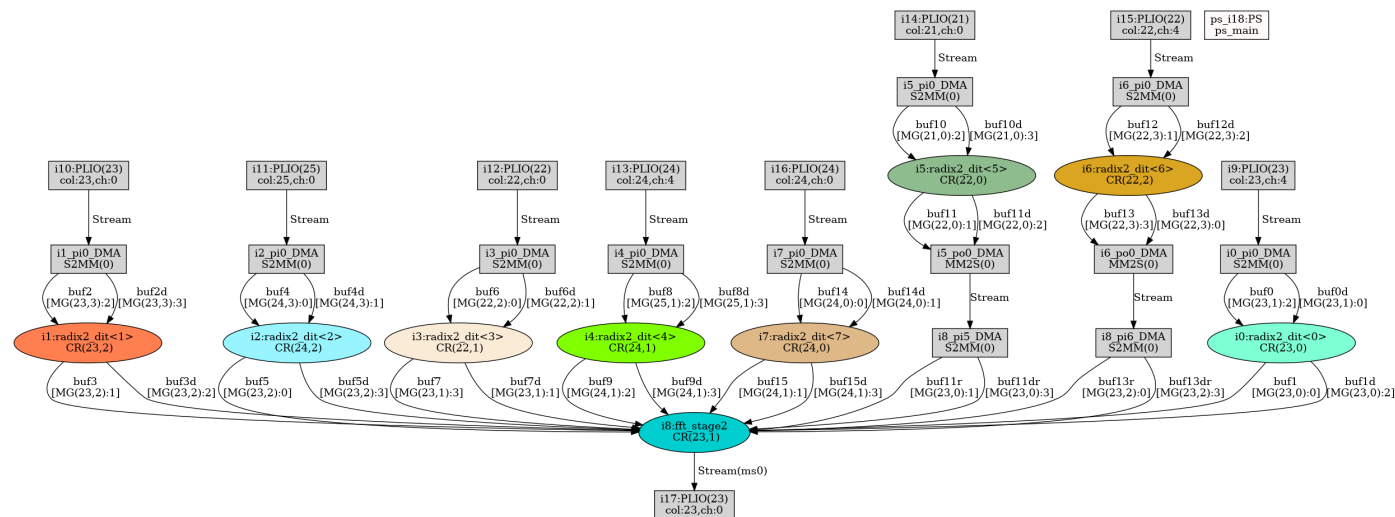 i14:PLIO(21)
col:21,ch:0
i15:PLIO(22)
col:22,ch:4
ps_i18:PS
ps_main
Stream
Stream
i5_pi0_DMA
S2MM(0)
i6_pi0_DMA
S2MM(0)
buf10
[MG(21,0):2]
buf10d
[MG(21,0):3]
buf12
[MG(22,3):1]
buf12d
[MG(22,3):2]
i10:PLIO(23)
col:23,ch:0
i11:PLIO(25)
col:25,ch:0
i12:PLIO(22)
col:22,ch:0
i13:PLIO(24)
col:24,ch:4
i16:PLIO(24)
col:24,ch:0
i5:radix2_dit<5>
CR(22,0)
i6:radix2_dit<6>
CR(22,2)
i9:PLIO(23)
col:23,ch:4
Stream
Stream
Stream
Stream
Stream
buf11
[MG(22,0):1]
buf11d
[MG(22,0):2]
buf13
[MG(22,3):3]
buf13d
[MG(22,3):0]
Stream
i1_pi0_DMA
S2MM(0)
i2_pi0_DMA
S2MM(0)
i3_pi0_DMA
S2MM(0)
i4_pi0_DMA
S2MM(0)
i7_pi0_DMA
S2MM(0)
i5_po0_DMA
MM2S(0)
i6_po0_DMA
MM2S(0)
i0_pi0_DMA
S2MM(0)
buf2
[MG(23,3):2]
buf2d
[MG(23,3):3]
buf4
[MG(24,3):0]
buf4d
[MG(24,3):1]
buf6
[MG(22,2):0]
buf6d
[MG(22,2):1]
buf8
[MG(25,1):2]
buf8d
[MG(25,1):3]
buf14
[MG(24,0):0]
buf14d
[MG(24,0):1]
Stream
Stream
buf0
[MG(23,1):2]
buf0d
[MG(23,1):0]
i1:radix2_dit<1>
CR(23,2)
i2:radix2_dit<2>
CR(24,2)
i3:radix2_dit<3>
CR(22,1)
i4:radix2_dit<4>
CR(24,1)
i7:radix2_dit<7>
CR(24,0)
i8_pi5_DMA
S2MM(0)
i8_pi6_DMA
S2MM(0)
i0:radix2_dit<0>
CR(23,0)
buf3
[MG(23,2):1]
buf3d
[MG(23,2):2]
buf5
[MG(23,2):0]
buf5d
[MG(23,2):3]
buf7
[MG(23,1):3]
buf7d
[MG(23,1):1]
buf9
[MG(24,1):2]
buf9d
[MG(24,1):3]
buf15
[MG(24,1):1]
buf15d
[MG(24,1):3]
buf11r
[MG(23,0):1]
buf11dr
[MG(23,0):3]
buf13r
[MG(23,2):0]
buf13dr
[MG(23,2):3]
buf1
[MG(23,0):0]
buf1d
[MG(23,0):2]
i8:fft_stage2
CR(23,1)
Stream(ms0)
i17:PLIO(23)
col:23,ch:0